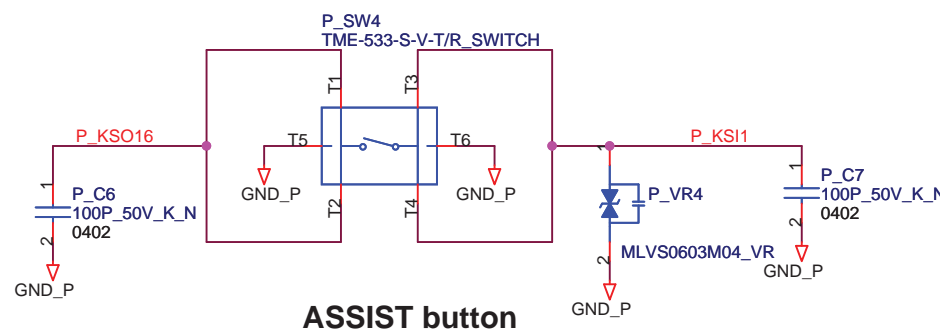 P_SW4
TME-533-S-V-T/R_SWITCH
T1
T3
P_KSO16
T5
T6
P_KSI1
GND_P
GND_P
1
1
1
P_C6
100P_50V_K_N
0402
T2
T4
P_VR4
P_C7
100P_50V_K_N
0402
2
2
2
MLVS0603M04_VR
GND_P
GND_P
GND_P
ASSIST button